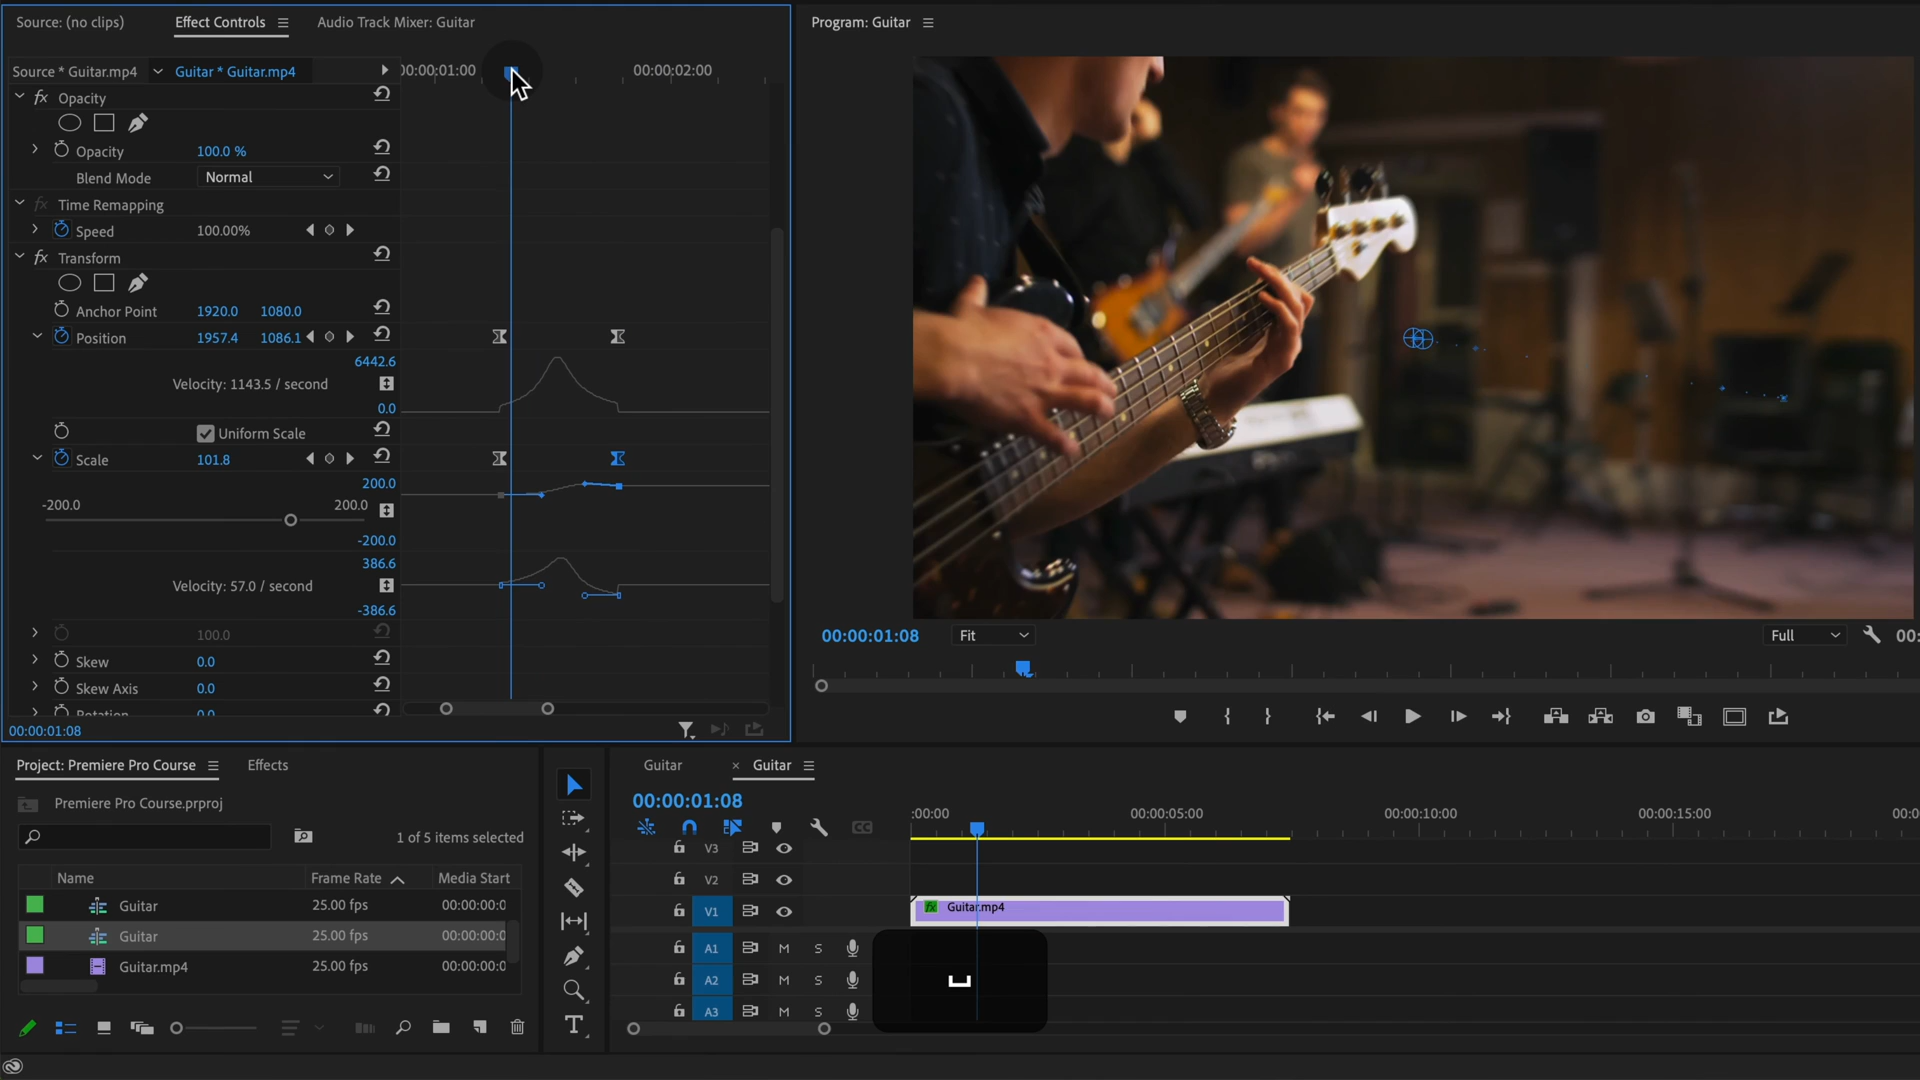 Source: (no clips)
Effect Controls
Audio Track Mixer: Guitar
Program: Guitar
Source * Guitar.mp4
Guitar * Guitar.mp4
00:00:01:00
00:00:02:00
fx Opacity
Opacity
100.0 %
Blend Mode
Normal
fx Time Remapping
Speed
100.00%
fx Transform
Anchor Point
1920.0
1080.0
Position
1957.4
1086.1
6442.6
Velocity: 1143.5 / second
0.0
Uniform Scale
Scale
101.8
200.0
-200.0
200.0
-200.0
386.6
Velocity: 57.0 / second
-386.6
100.0
Skew
0.0
Skew Axis
0.0
Rotation
0.0
00:00:01:08
00:00:01:08
Fit
Full
00:
Project: Premiere Pro Course
Effects
Premiere Pro Course.prproj
1 of 5 items selected
Name
Frame Rate
Media Start
Guitar
25.00 fps
00:00:00:0
Guitar
25.00 fps
00:00:00:0
Guitar.mp4
25.00 fps
00:00:00:0
T
Guitar
× Guitar
00:00:01:08
CC
:00:00
00:00:05:00
00:00:10:00
00:00:15:00
00:0
V3
V2
V1
fx Guitar.mp4
A1
M
S
A2
M
S
A3
M
S